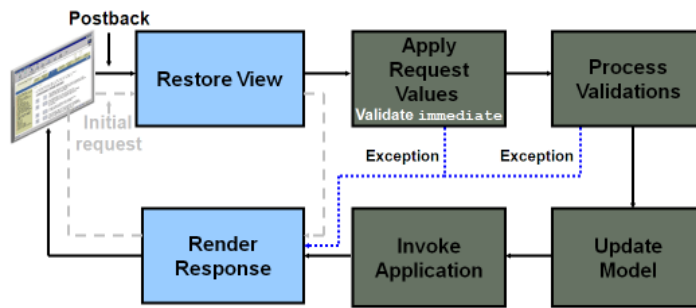 Postback
Restore View
Apply
Request
Values
Validate immediate
Process
Validations
Initial
request
Exception
Exception
Render
Response
Invoke
Application
Update
Model